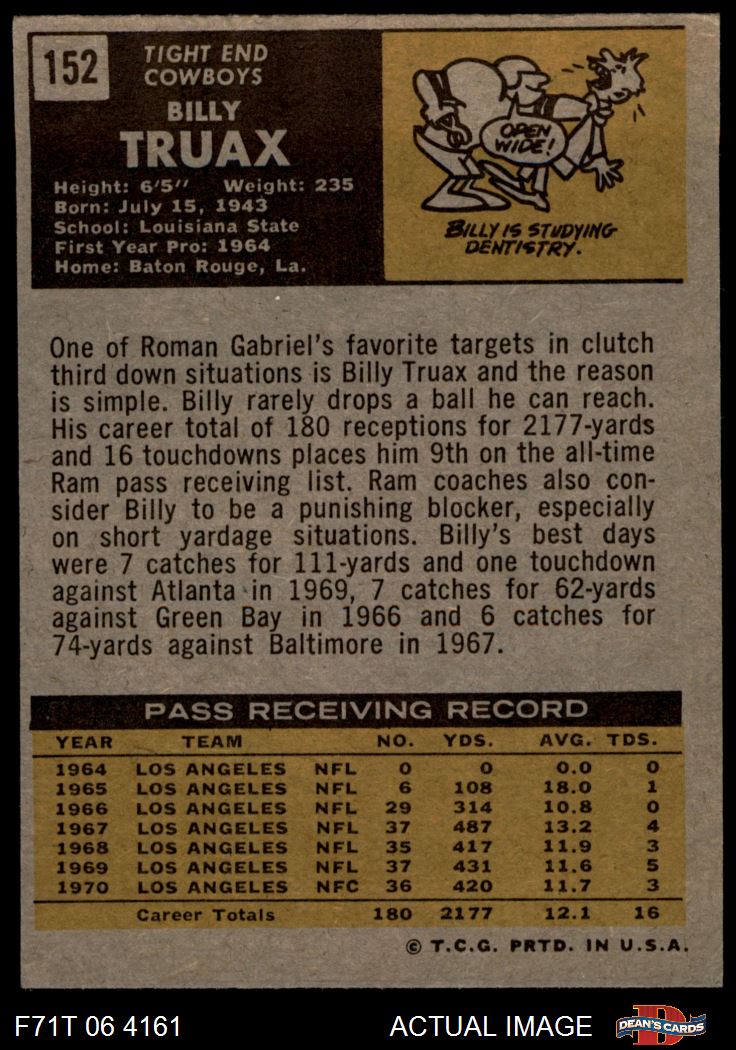 152
TIGHT END
COWBOYS
BILLY
TRUAX
Height: 6'5" Weight: 235
Born: July 15, 1943
School: Louisiana State
First Year Pro: 1964
Home: Baton Rouge, La.
OPEN
WIDE!
BILLY IS STUDYING
DENTISTRY.
One of Roman Gabriel's favorite targets in clutch
third down situations is Billy Truax and the reason
is simple. Billy rarely drops a ball he can reach.
His career total of 180 receptions for 2177-yards
and 16 touchdowns places him 9th on the all-time
Ram pass receiving list. Ram coaches also con-
sider Billy to be a punishing blocker, especially
on short yardage situations. Billy's best days
were 7 catches for 111-yards and one touchdown
against Atlanta in 1969, 7 catches for 62-yards
against Green Bay in 1966 and 6 catches for
74-yards against Baltimore in 1967.
PASS RECEIVING RECORD
YEAR TEAM NO. YDS. AVG. TDS.
1964 LOS ANGELES NFL 0 0 0.0 0
1965 LOS ANGELES NFL 6 108 18.0 1
1966 LOS ANGELES NFL 29 314 10.8 0
1967 LOS ANGELES NFL 37 487 13.2 4
1968 LOS ANGELES NFL 35 417 11.9 3
1969 LOS ANGELES NFL 37 431 11.6 5
1970 LOS ANGELES NFC 36 420 11.7 3
Career Totals 180 2177 12.1 16
© T.C.G. PRTD. IN U.S.A.
F71T 06 4161 ACTUAL IMAGE
D
DEAN'S CARDS